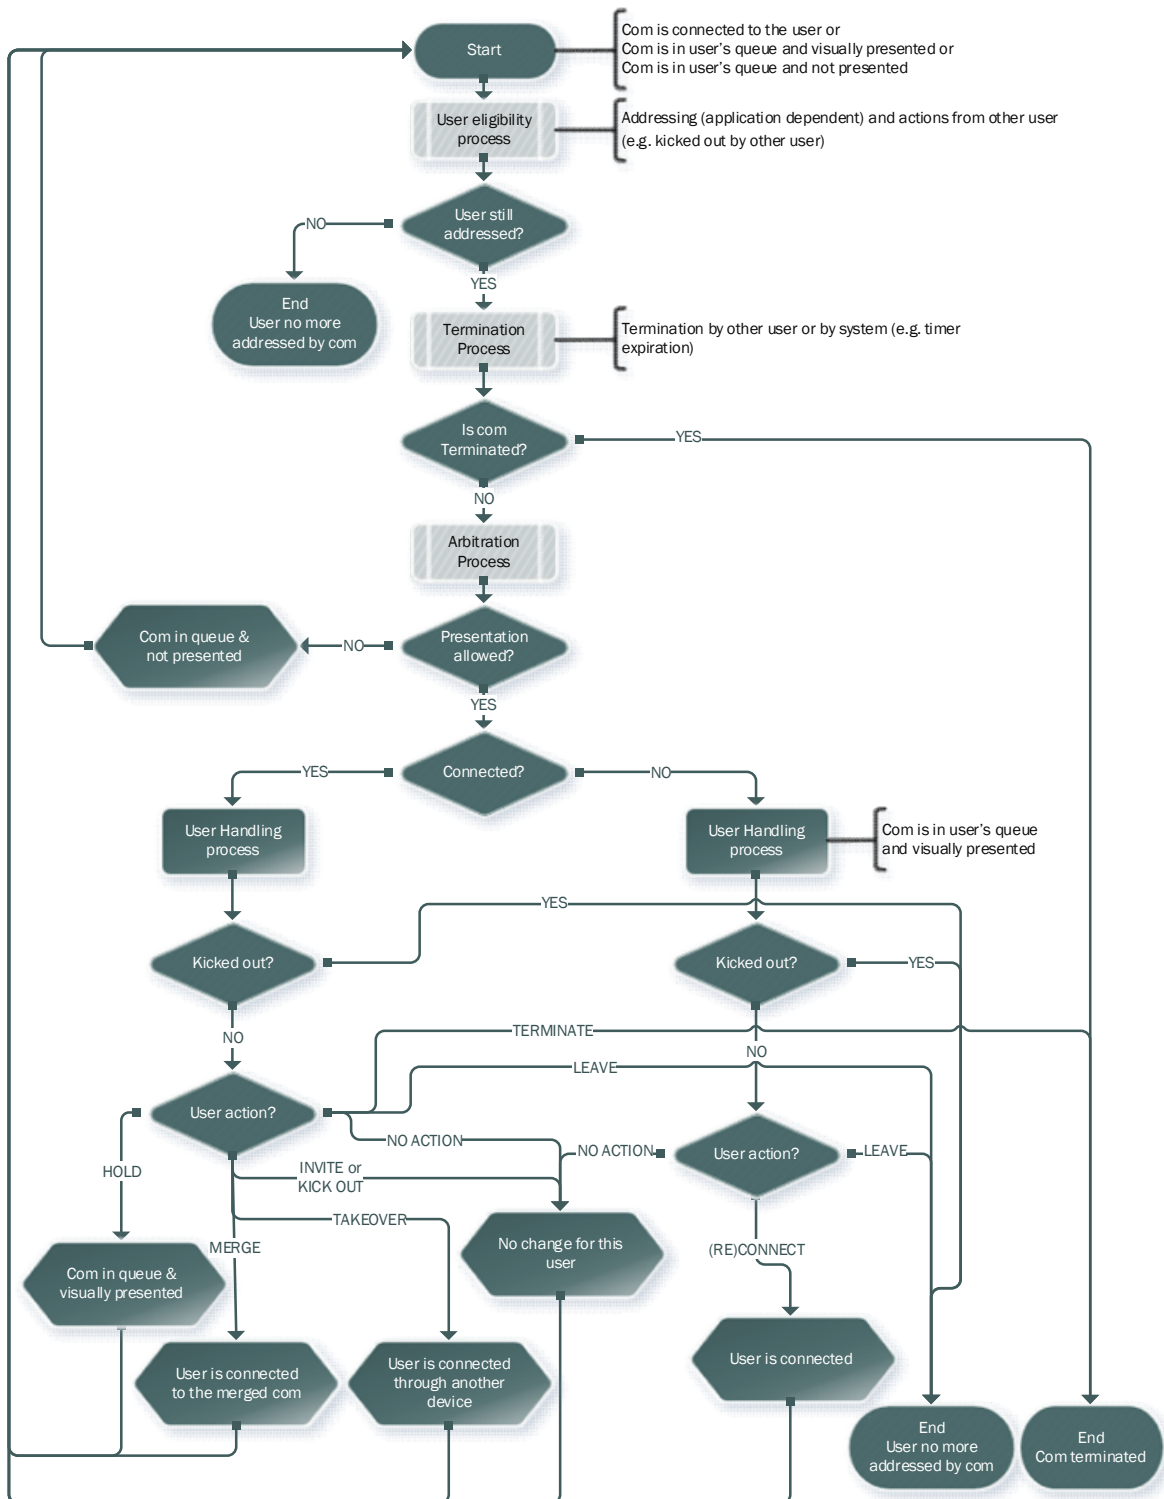 Start
Com is connected to the user or
Com is in user's queue and visually presented or
Com is in user's queue and not presented
User eligibility
process
Addressing (application dependent) and actions from other user
(e.g. kicked out by other user)
User still
addressed?
NO
YES
End
User no more
addressed by com
Termination
Process
Termination by other user or by system (e.g. timer
expiration)
Is com
Terminated?
YES
NO
Arbitration
Process
Com in queue &
not presented
NO
Presentation
allowed?
YES
YES
Connected?
NO
User Handling
process
User Handling
process
Com is in user's queue
and visually presented
YES
Kicked out?
Kicked out?
YES
NO
TERMINATE
NO
LEAVE
User action?
NO ACTION
NO ACTION
User action?
LEAVE
HOLD
INVITE or
KICK OUT
TAKEOVER
MERGE
No change for this
user
(RE)CONNECT
Com in queue &
visually presented
User is connected
to the merged com
User is connected
through another
device
User is connected
End
User no more
addressed by com
End
Com terminated